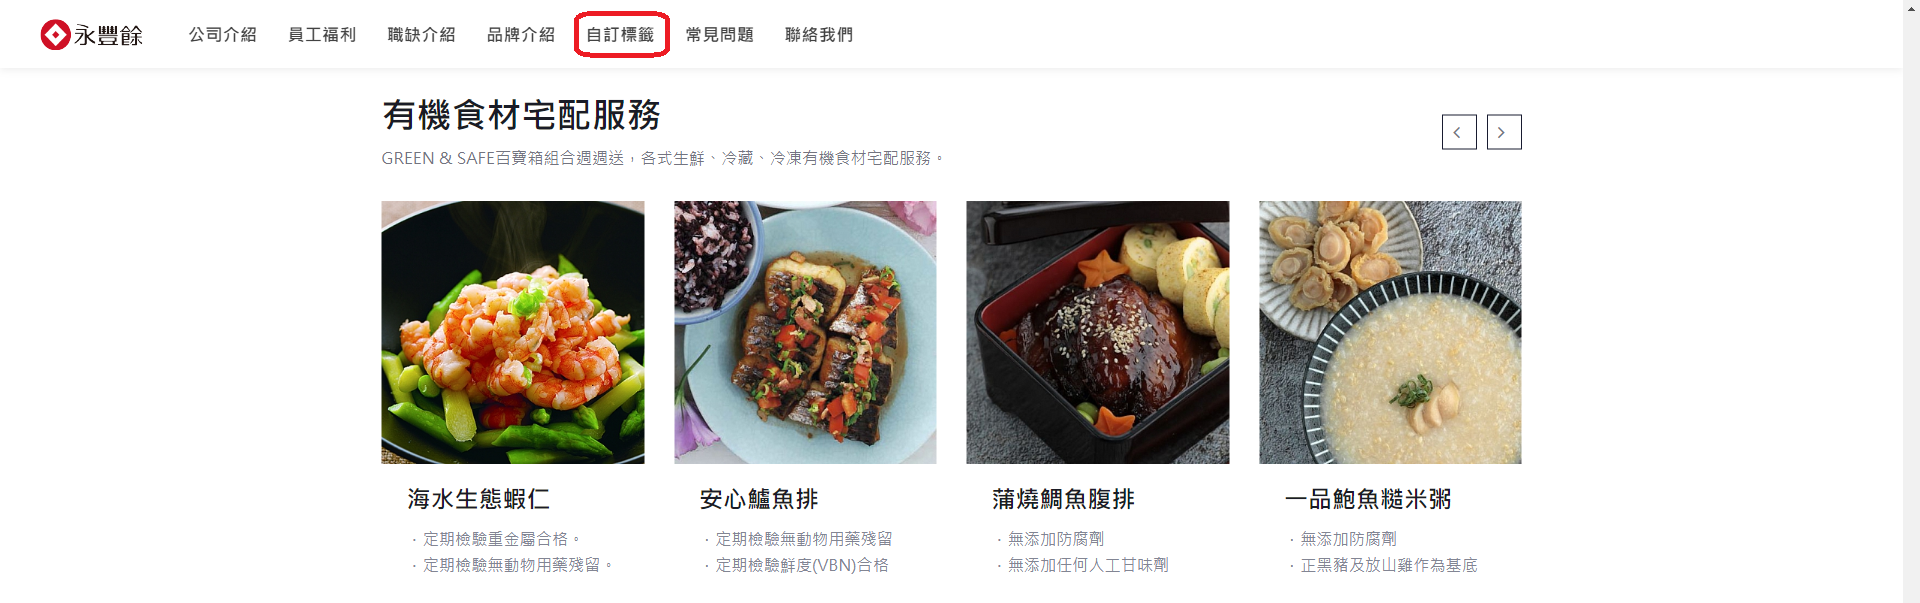 永豐餘 公司介紹 員工福利 職缺介紹 品牌介紹 自訂標籤 常見問題 聯絡我們
有機食材宅配服務
GREEN & SAFE百寶箱組合週週送，各式生鮮、冷藏、冷凍有機食材宅配服務。
海水生態蝦仁
・定期檢驗重金屬合格。
・定期檢驗無動物用藥殘留。
安心鱸魚排
・定期檢驗無動物用藥殘留
・定期檢驗鮮度(VBN)合格
蒲燒鯛魚腹排
・無添加防腐劑
・無添加任何人工甘味劑
一品鮑魚糙米粥
・無添加防腐劑
・正黑豬及放山雞作為基底